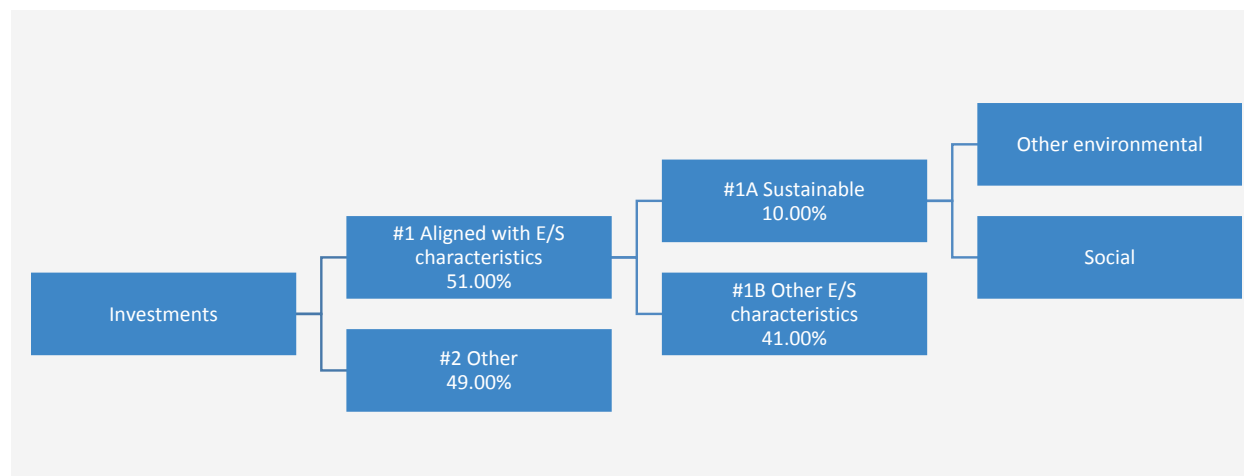 Investments
#1 Aligned with E/S
characteristics
51.00%
#2 Other
49.00%
#1A Sustainable
10.00%
#1B Other E/S
characteristics
41.00%
Other environmental
Social